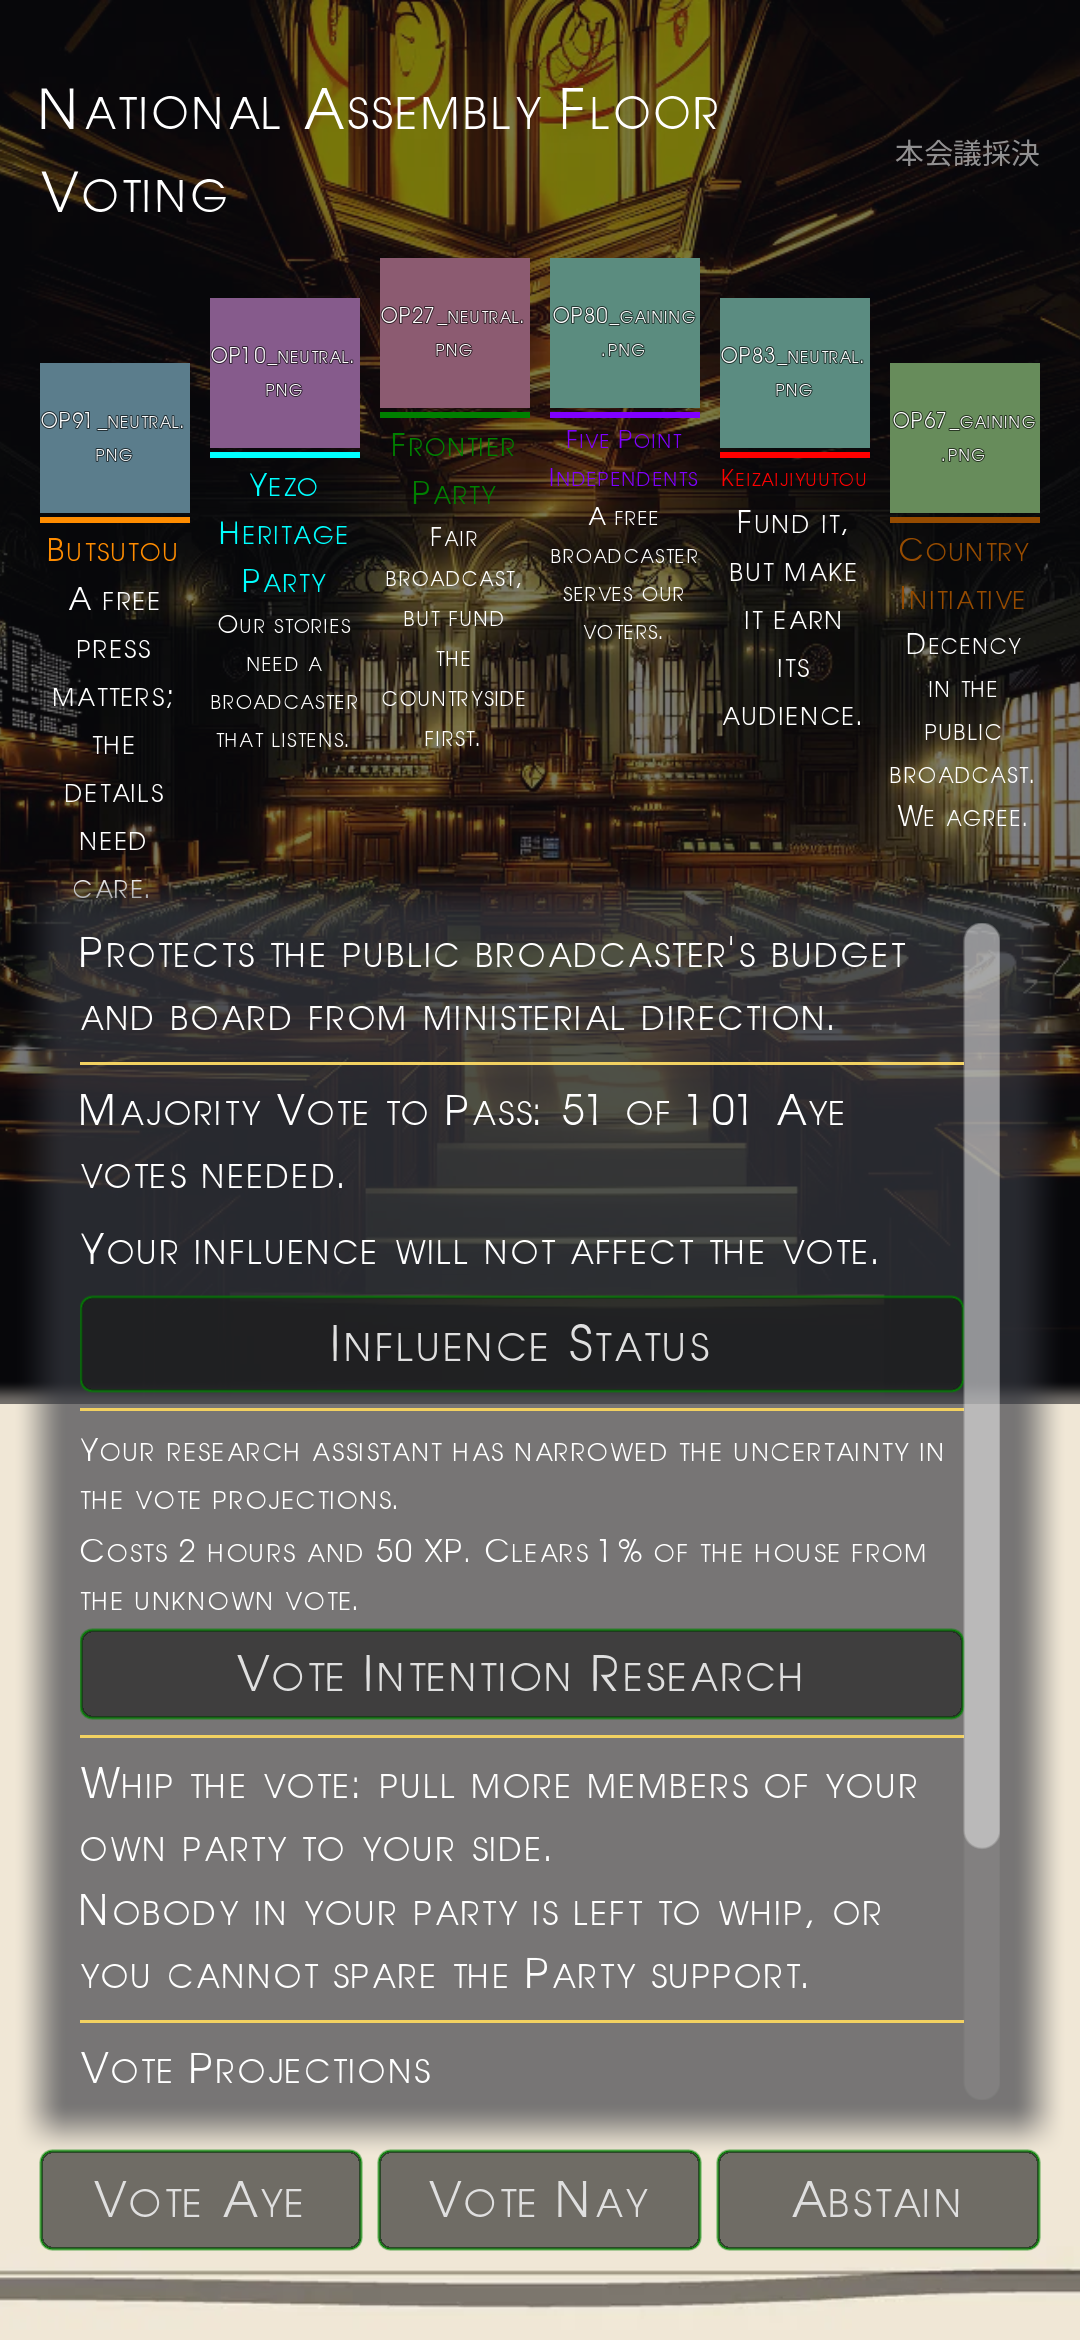 National Assembly Floor
Voting
本会議採決
OP91_neutral.
png
Butsutou
A free
press
matters;
the
details
need
care.
OP10_neutral.
png
Yezo
Heritage
Party
Our stories
need a
broadcaster
that listens.
OP27_neutral.
png
Frontier
Party
Fair
broadcast,
but fund
the
countryside
first.
OP80_gaining
.png
Five Point
Independents
A free
broadcaster
serves our
voters.
OP83_neutral.
png
Keizaijiyuutou
Fund it,
but make
it earn
its
audience.
OP67_gaining
.png
Country
Initiative
Decency
in the
public
broadcast.
We agree.
Protects the public broadcaster's budget
and board from ministerial direction.
Majority Vote to Pass: 51 of 101 Aye
votes needed.
Your influence will not affect the vote.
Influence Status
Your research assistant has narrowed the uncertainty in
the vote projections.
Costs 2 hours and 50 XP. Clears 1% of the house from
the unknown vote.
Vote Intention Research
Whip the vote: pull more members of your
own party to your side.
Nobody in your party is left to whip, or
you cannot spare the Party support.
Vote Projections
Vote Aye
Vote Nay
Abstain